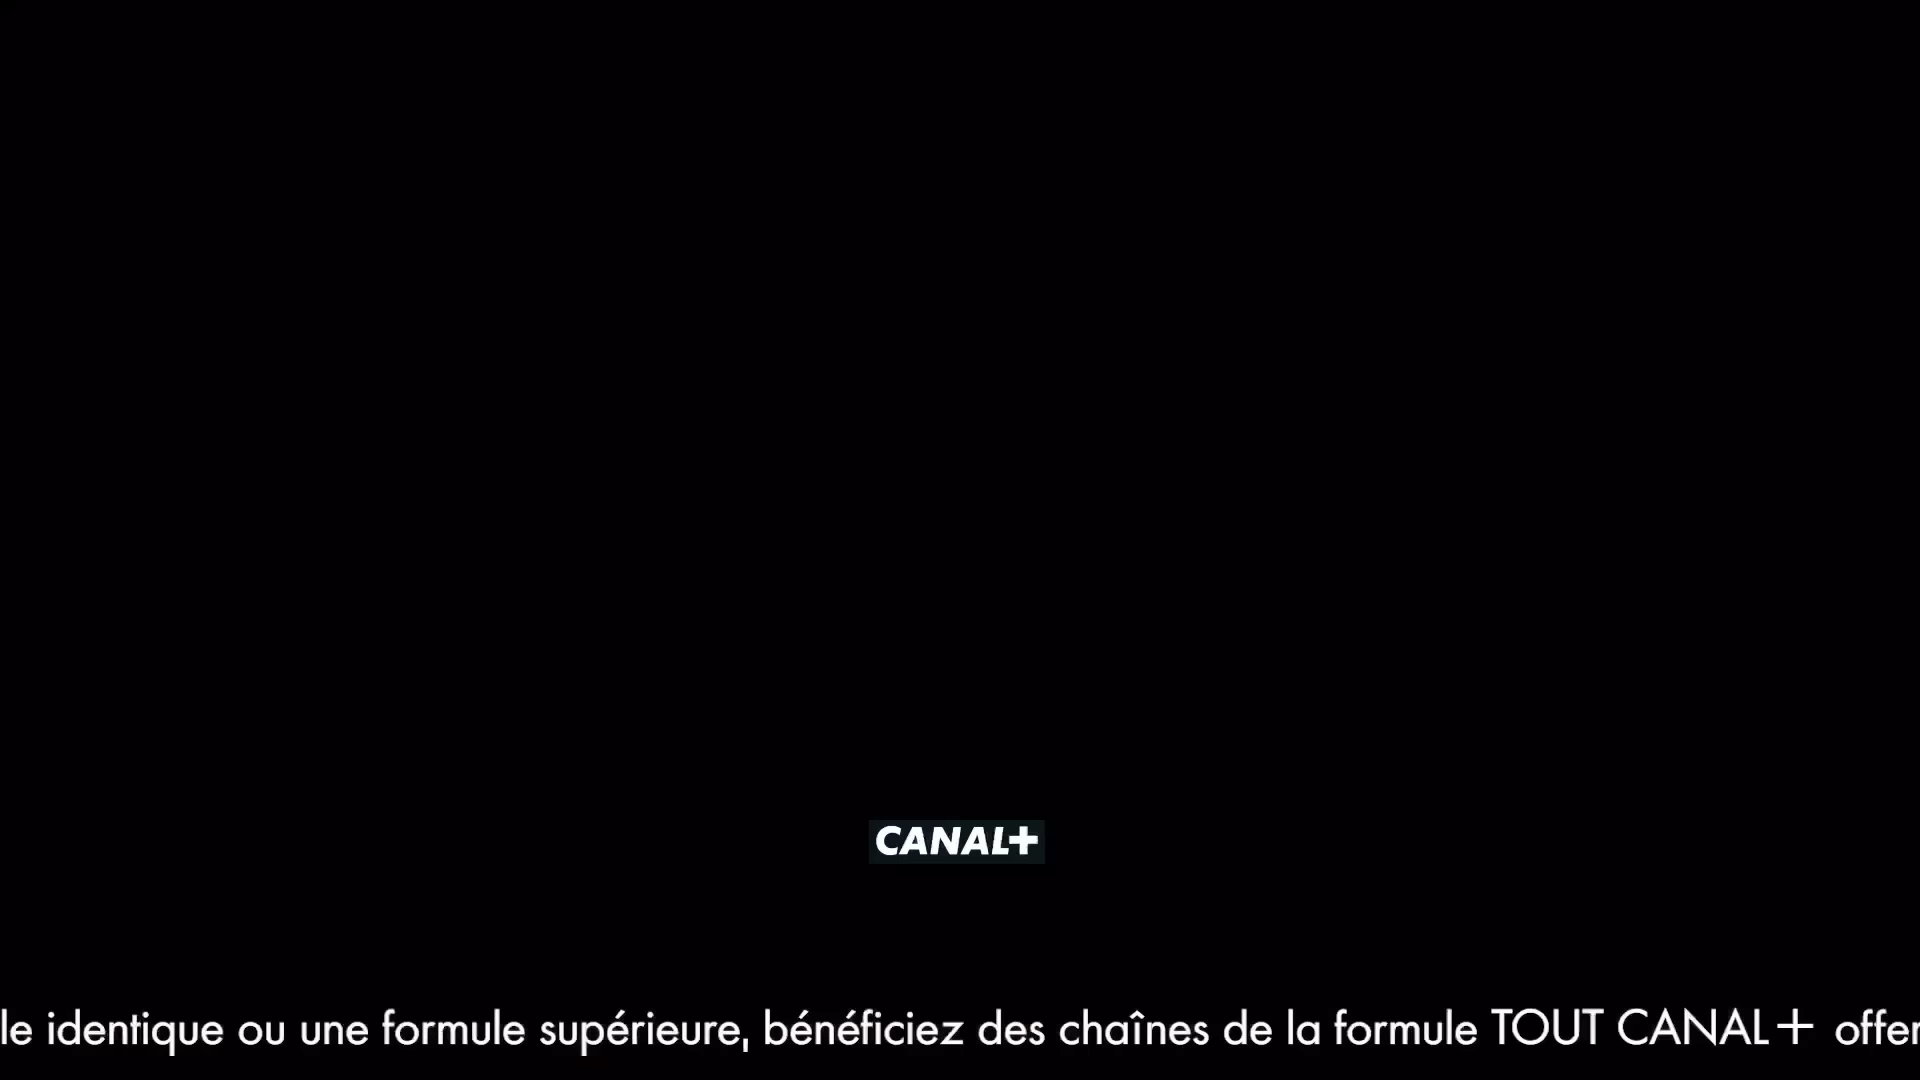 CANAL+
le identique ou une formule supérieure, bénéficiez des chaînes de la formule TOUT CANAL+ offer